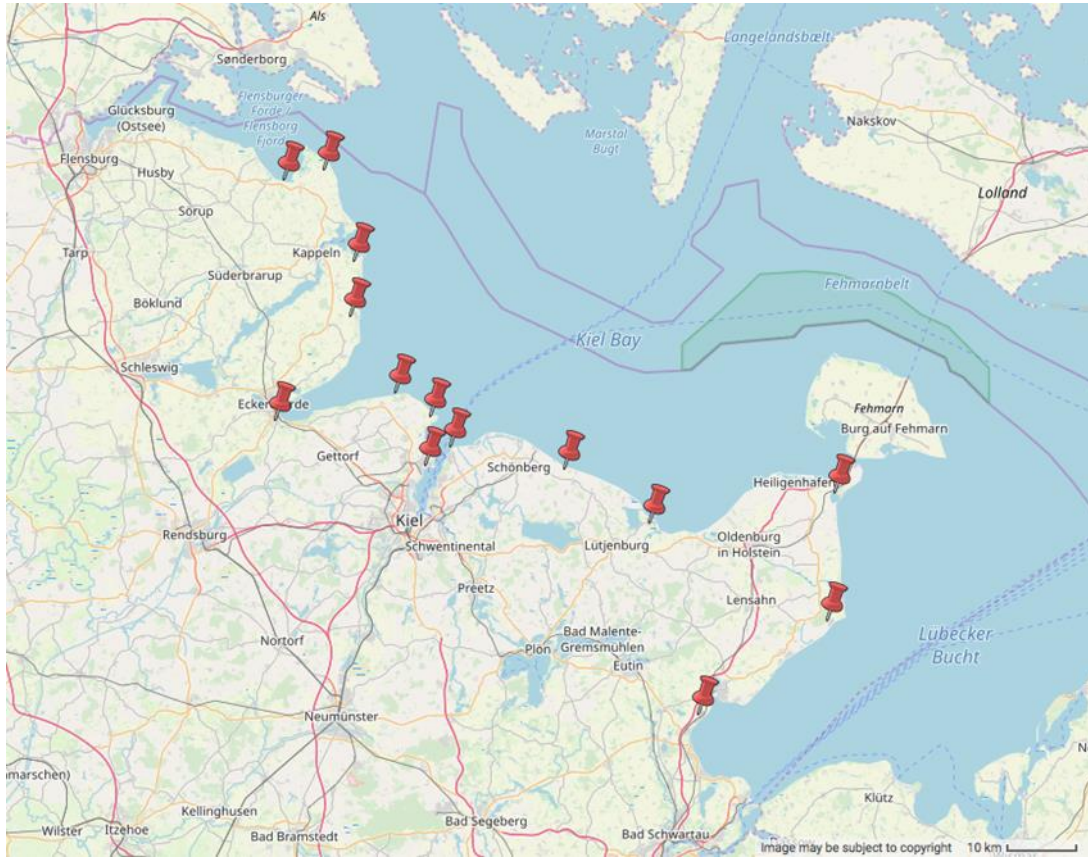 Als
Langelandsbælt
Sønderborg
Glücksburg
(Ostsee)
Flensburger
Förde /
Flensborg
Fjord
Nakskov
Marstal
Bugt
Flensburg
Husby
Lolland
Sörup
Tarp
Kappeln
Süderbrarup
Fehmarnbelt
Böklund
Kiel Bay
Schleswig
Fehmarn
Burg auf Fehmarn
Gettorf
Schönberg
Heiligenhafen
Kiel
Rendsburg
Schwentinental
Lütjenburg
Oldenburg
in Holstein
Preetz
Lensahn
Nortorf
Bad Malente-
Gremsmühlen
Plön
Eutin
Lübecker
Bucht
Neumünster
marschen)
Klütz
Kellinghusen
Wilster
Itzehoe
Bad Bramstedt
Bad Segeberg
Bad Schwartau
Image may be subject to copyright
10 km